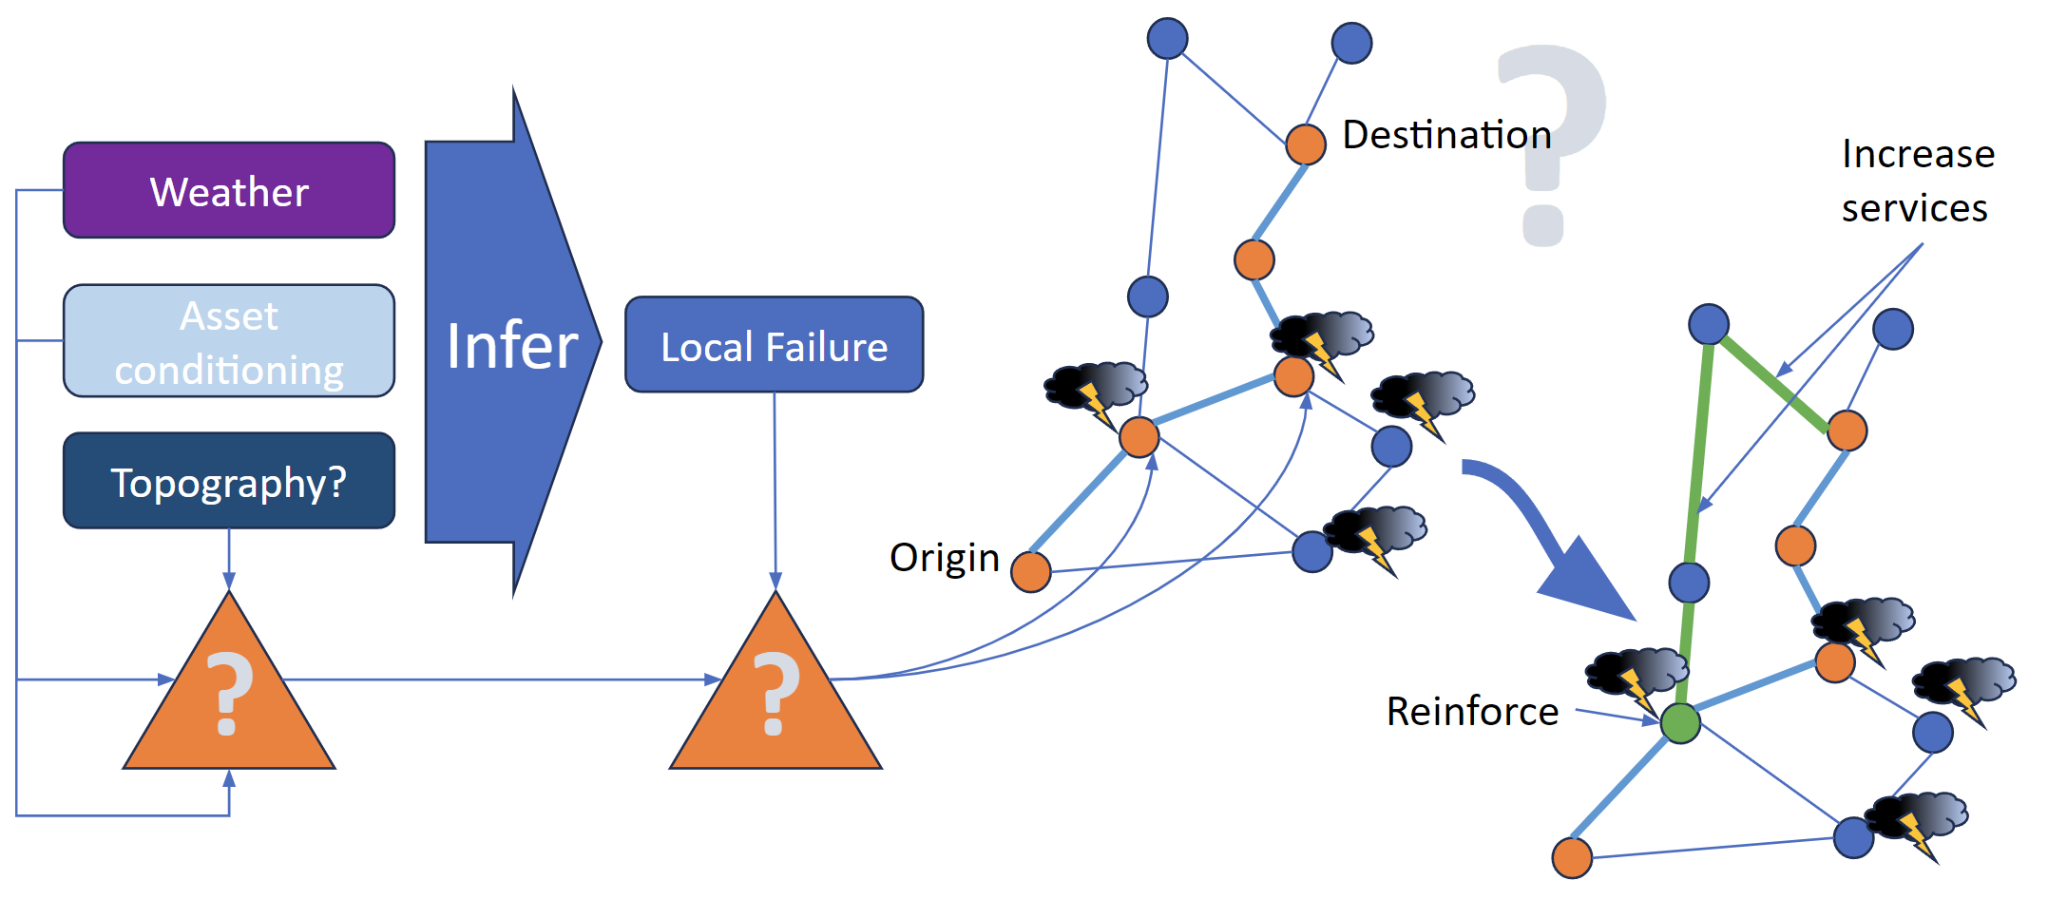 Weather
Asset
conditioning
Topography?
Infer
Local Failure
?
?
Origin
Destination
?
Increase
services
Reinforce